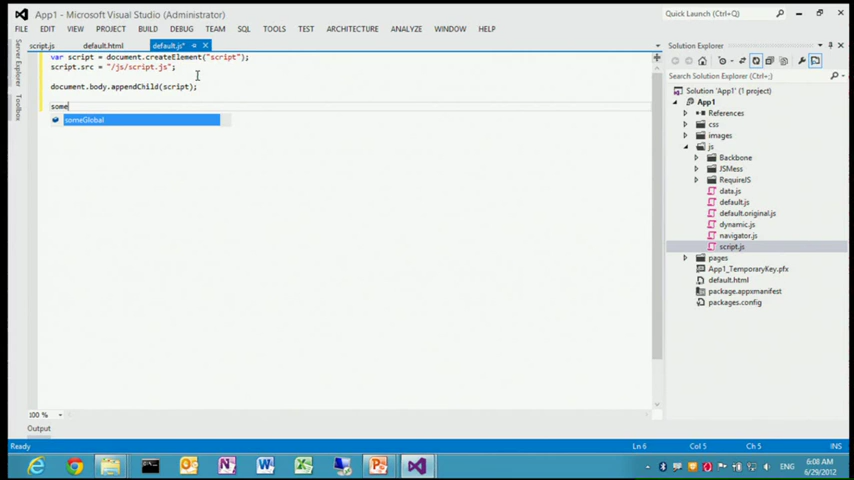 App1 - Microsoft Visual Studio (Administrator)
Quick Launch (Ctrl+Q)
FILE EDIT VIEW PROJECT BUILD DEBUG TEAM SQL TOOLS TEST ARCHITECTURE ANALYZE WINDOW HELP
Server Explorer
Toolbox
script.js default.html default.js*
var script = document.createElement("script");
script.src = "/js/script.js";
document.body.appendChild(script);
some
someGlobal
100 %
Output
Solution Explorer
Search Solution Explorer (Ctrl+;)
Solution 'App1' (1 project)
App1
References
css
images
js
Backbone
JSMess
RequireJS
data.js
default.js
default.original.js
dynamic.js
navigator.js
script.js
pages
App1_TemporaryKey.pfx
default.html
package.appxmanifest
packages.config
Ready Ln 6 Col 5 Ch 5 INS
ENG
6:08 AM
6/29/2012